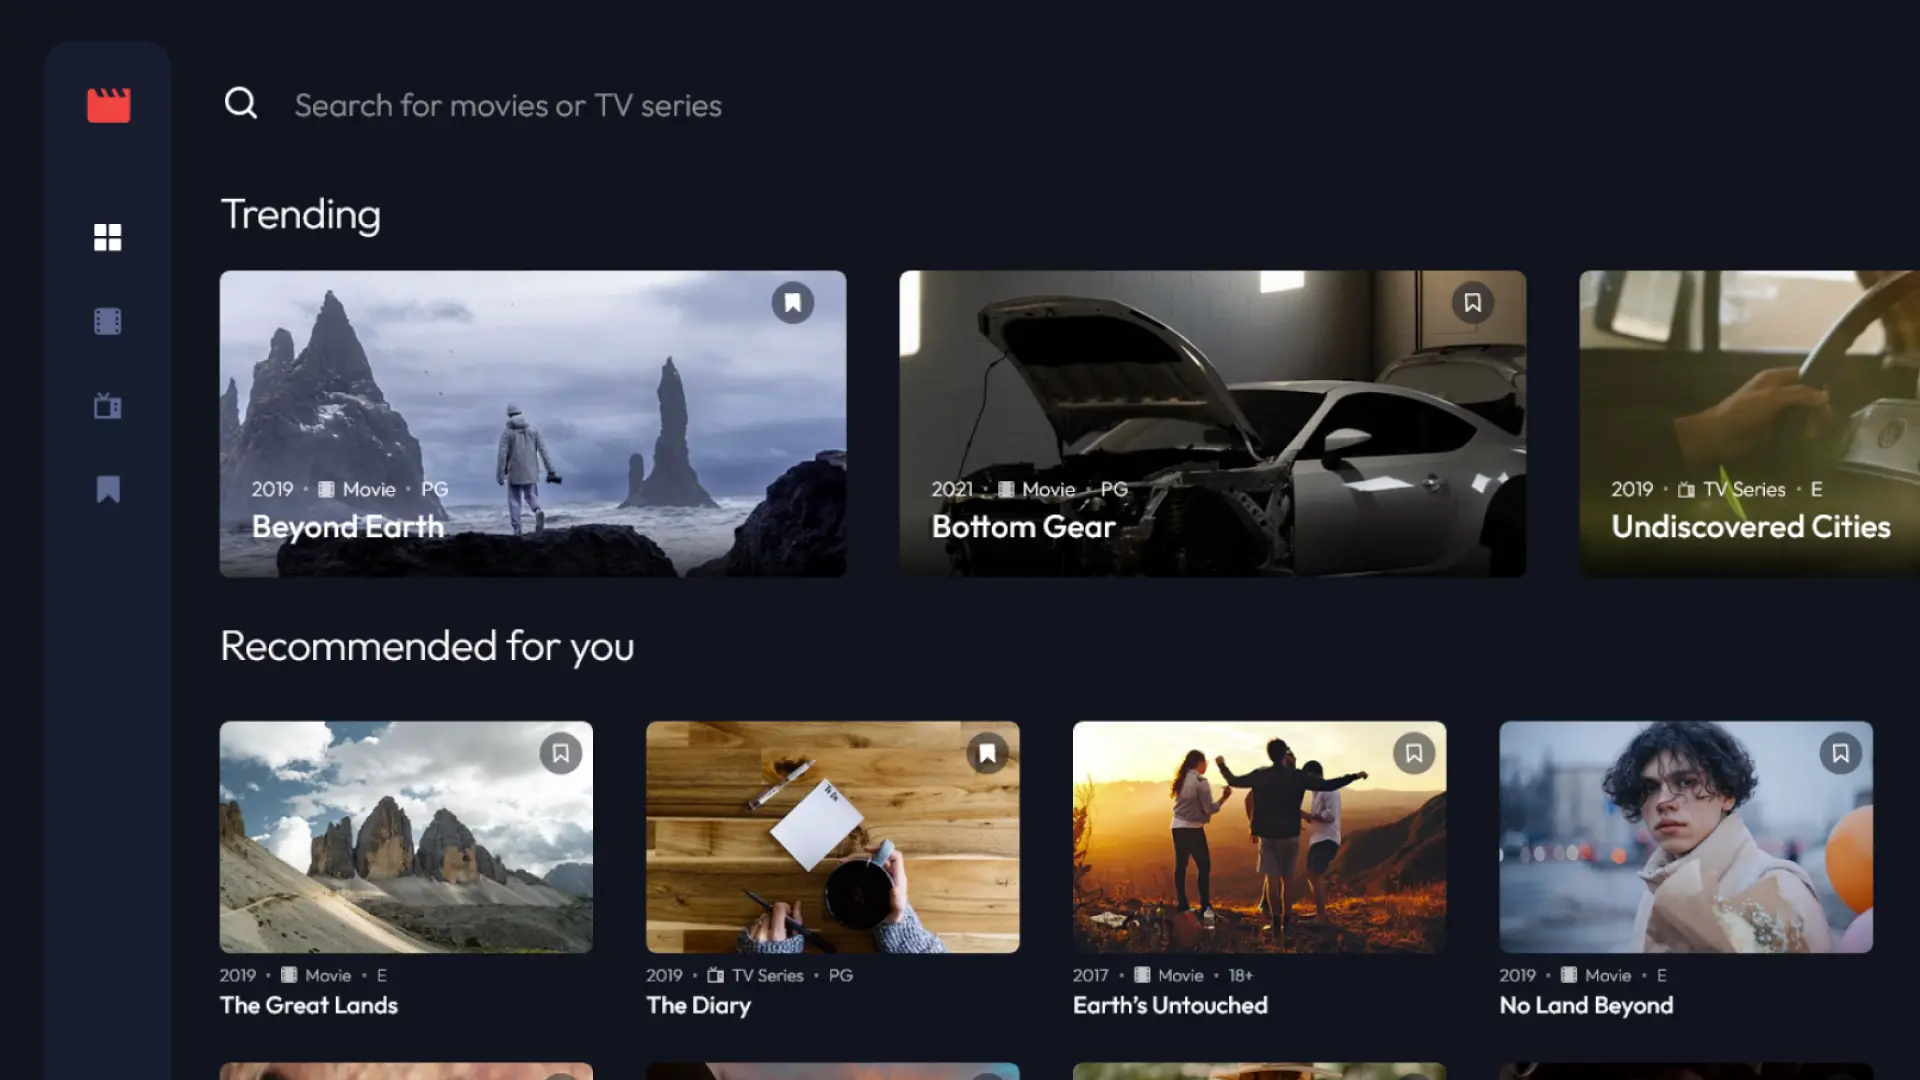 Search for movies or TV series
Trending
2019 · Movie · PG
Beyond Earth
2021 · Movie · PG
Bottom Gear
2019 · TV Series · E
Undiscovered Cities
Recommended for you
To Do
2019 · Movie · E
The Great Lands
2019 · TV Series · PG
The Diary
2017 · Movie · 18+
Earth's Untouched
2019 · Movie · E
No Land Beyond